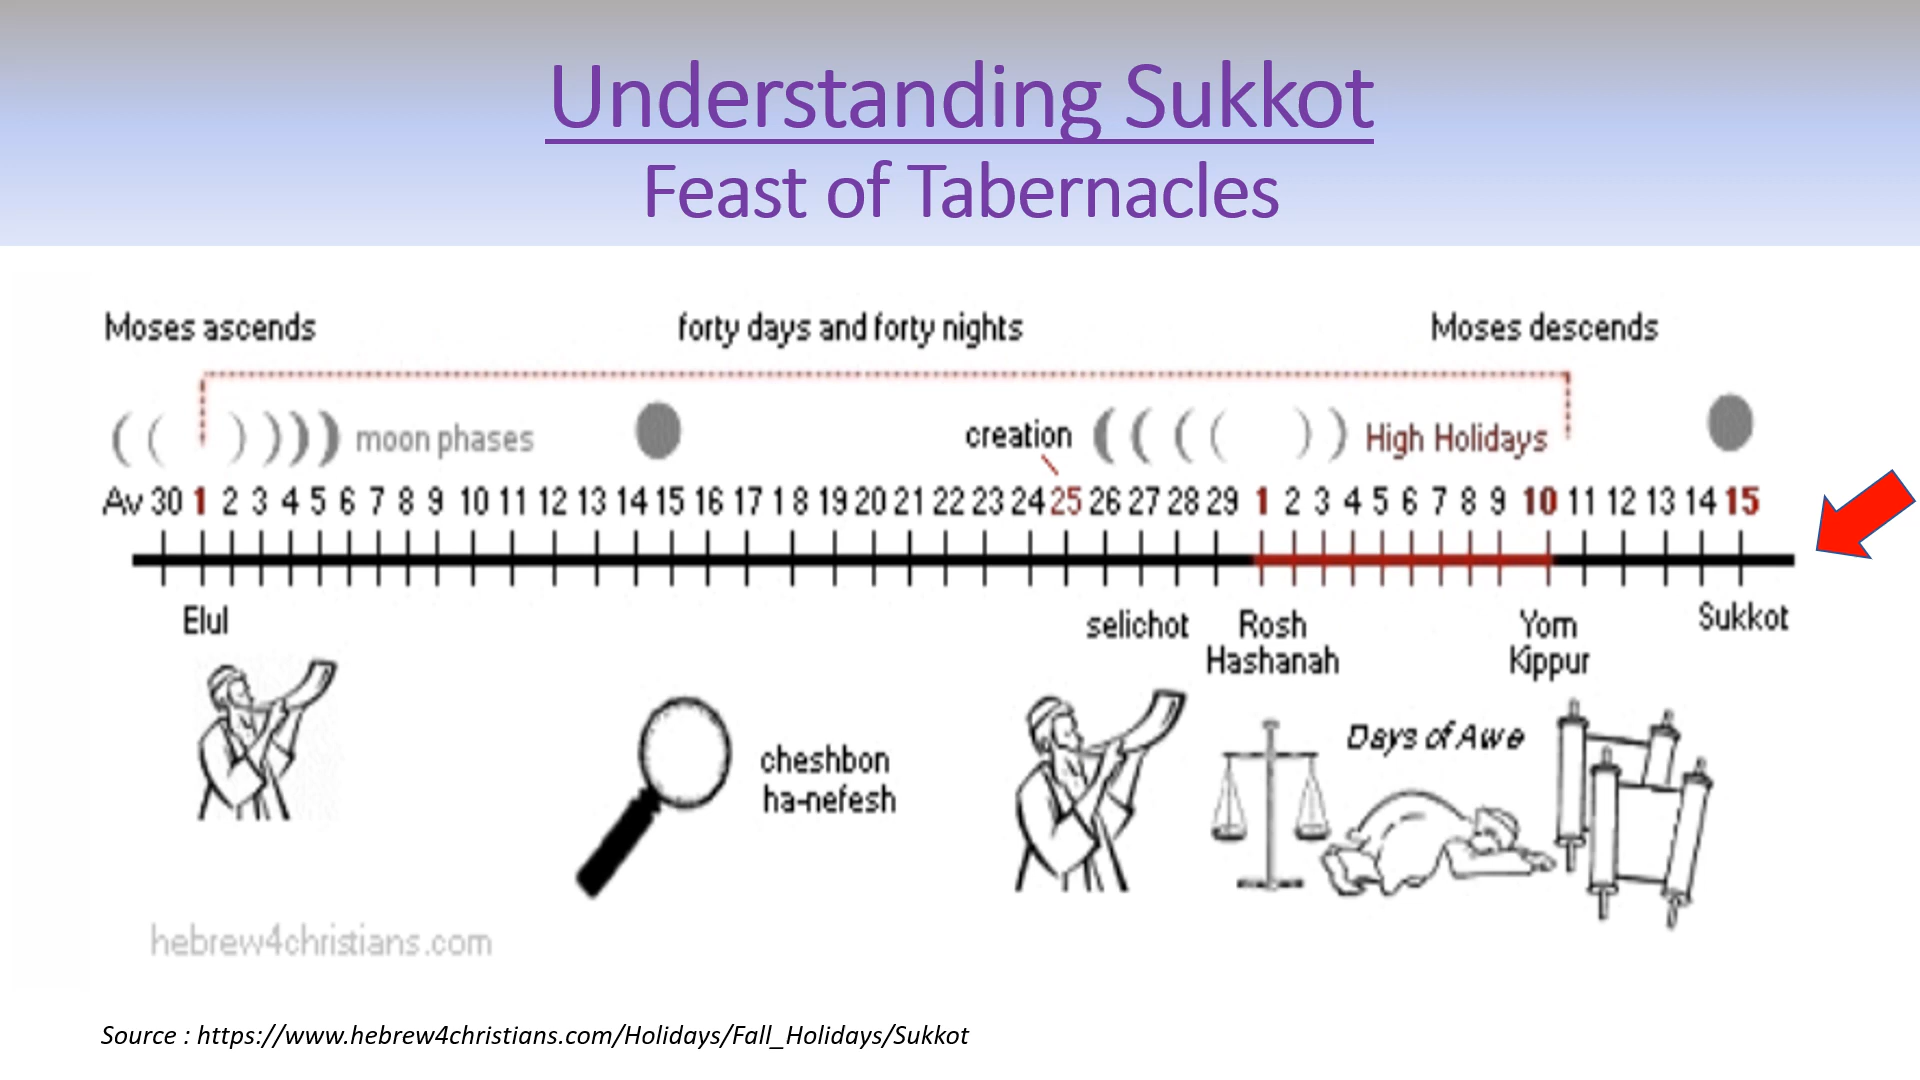 Understanding Sukkot
Feast of Tabernacles
Moses ascends forty days and forty nights Moses descends
moon phases creation High Holidays
Av 30 1 2 3 4 5 6 7 8 9 10 11 12 13 14 15 16 17 18 19 20 21 22 23 24 25 26 27 28 29 1 2 3 4 5 6 7 8 9 10 11 12 13 14 15
Elul selichot Rosh Yom Sukkot
Hashanah Kippur
Days of Awe
cheshbon
ha-nefesh
hebrew4christians.com
Source : https://www.hebrew4christians.com/Holidays/Fall_Holidays/Sukkot